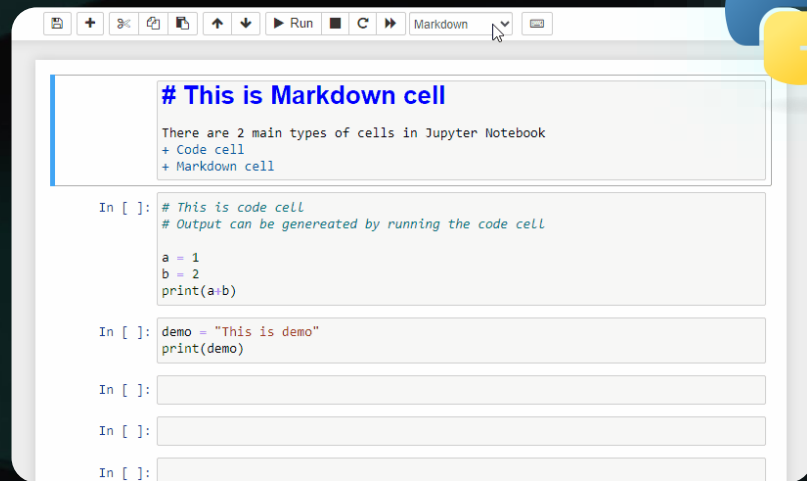 Run Markdown
# This is Markdown cell
There are 2 main types of cells in Jupyter Notebook
+ Code cell
+ Markdown cell
In [ ]: # This is code cell
# Output can be genereated by running the code cell
a = 1
b = 2
print(a+b)
In [ ]: demo = "This is demo"
print(demo)
In [ ]:
In [ ]:
In [ ]: